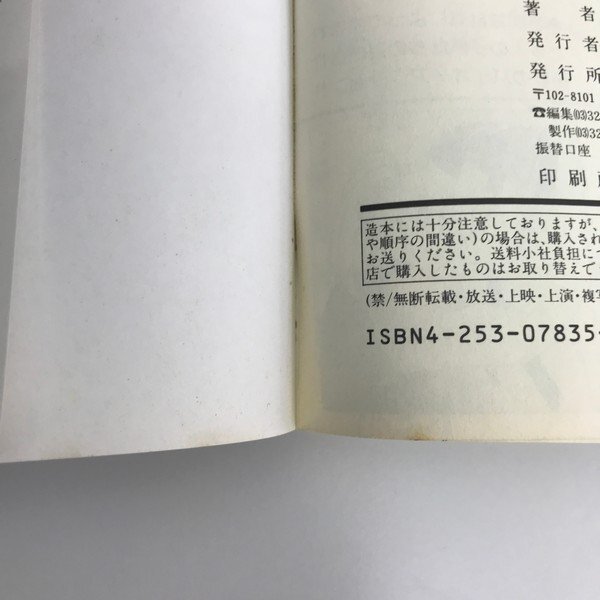 著　者
発行者
発行所
〒102-8101
☎編集(03)32
製作(03)32
振替口座
印刷
造本には十分注意しておりますが、
や順序の間違い)の場合は、購入され
お送りください。送料小社負担にて
店で購入したものはお取り替えで
(禁/無断転載・放送・上映・上演・複写
ISBN4-253-07835-